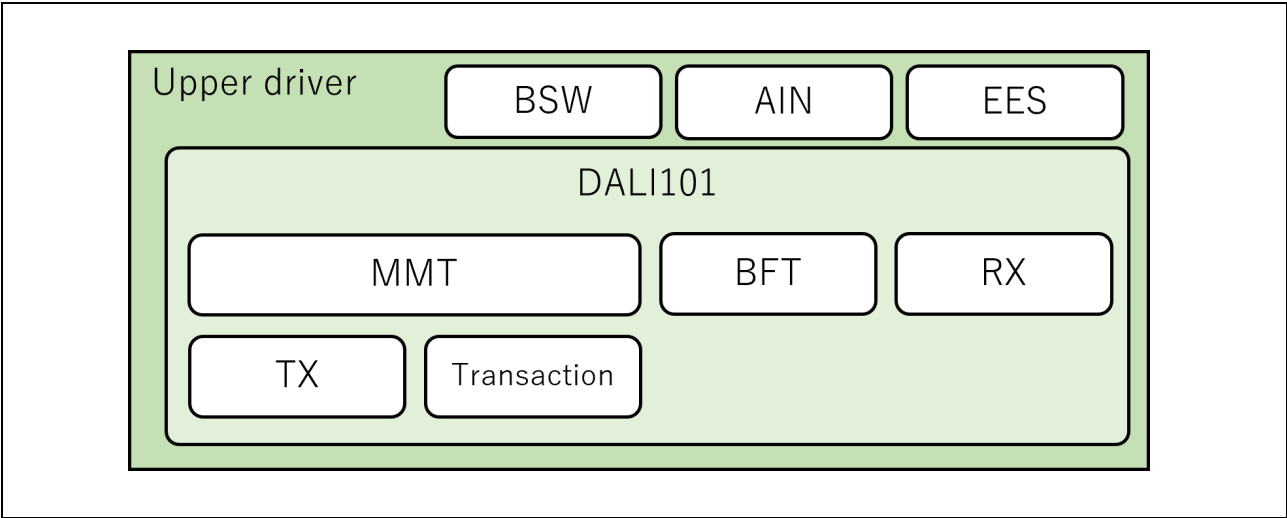 Upper driver
BSW
AIN
EES
DALI101
MMT
BFT
RX
TX
Transaction